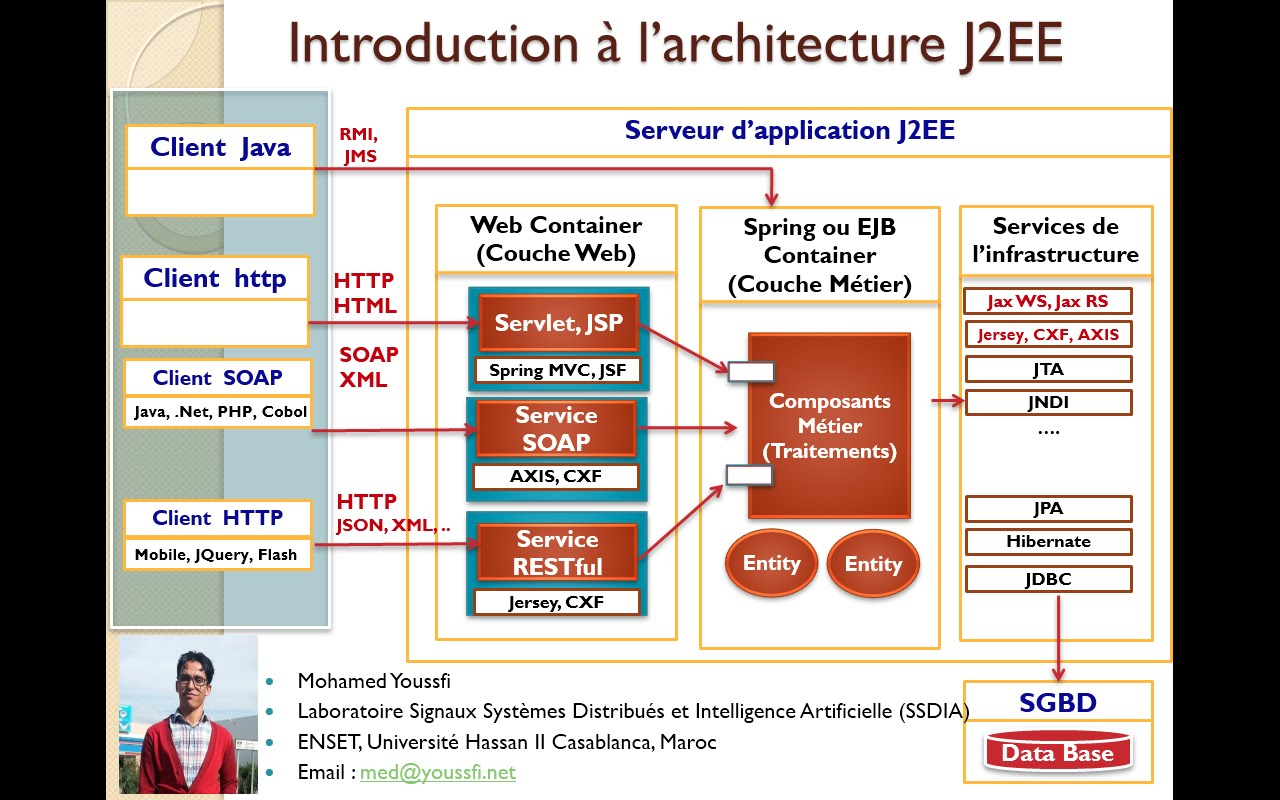 Introduction à l'architecture J2EE
Client Java
RMI,
JMS
Client http
HTTP
HTML
Client SOAP
Java, .Net, PHP, Cobol
SOAP
XML
Client HTTP
Mobile, JQuery, Flash
HTTP
JSON, XML, ..
Serveur d'application J2EE
Web Container
(Couche Web)
Servlet, JSP
Spring MVC, JSF
Service
SOAP
AXIS, CXF
Service
RESTful
Jersey, CXF
Spring ou EJB
Container
(Couche Métier)
Composants
Métier
(Traitements)
Entity
Entity
Services de
l'infrastructure
Jax WS, Jax RS
Jersey, CXF, AXIS
JTA
JNDI
....
JPA
Hibernate
JDBC
SGBD
Data Base
• Mohamed Youssfi
• Laboratoire Signaux Systèmes Distribués et Intelligence Artificielle (SSDIA)
• ENSET, Université Hassan II Casablanca, Maroc
• Email : med@youssfi.net